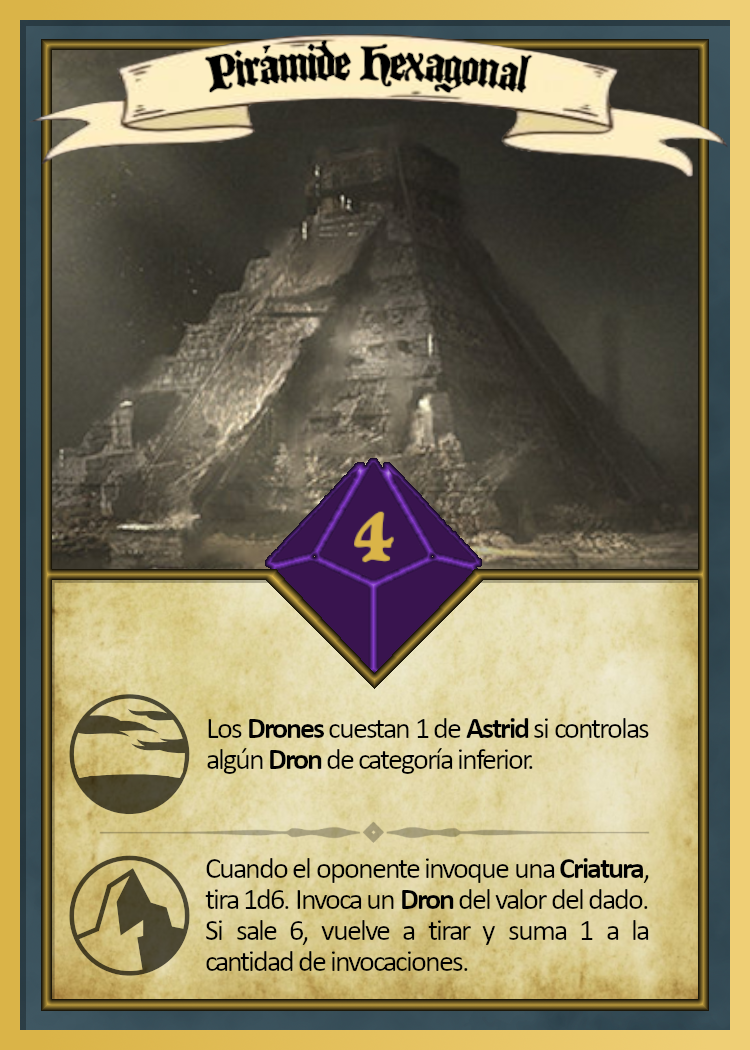 Pirámide Hexagonal
4
Los Drones cuestan 1 de Astrid si controlas
algún Dron de categoría inferior.
Cuando el oponente invoque una Criatura,
tira 1d6. Invoca un Dron del valor del dado.
Si sale 6, vuelve a tirar y suma 1 a la
cantidad de invocaciones.